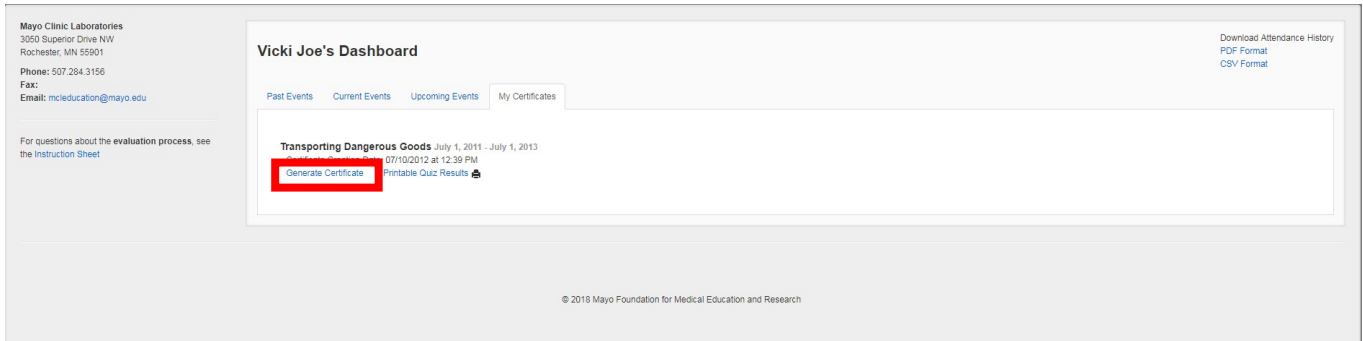 Mayo Clinic Laboratories
3050 Superior Drive NW
Rochester, MN 55901
Phone: 507.284.3156
Fax:
Email: mcleducation@mayo.edu
For questions about the evaluation process, see
the Instruction Sheet
Vicki Joe's Dashboard
Download Attendance History
PDF Format
CSV Format
Past Events Current Events Upcoming Events My Certificates
Transporting Dangerous Goods July 1, 2011 - July 1, 2013
Certificate Creation Date: 07/10/2012 at 12:39 PM
Generate Certificate Printable Quiz Results
© 2018 Mayo Foundation for Medical Education and Research